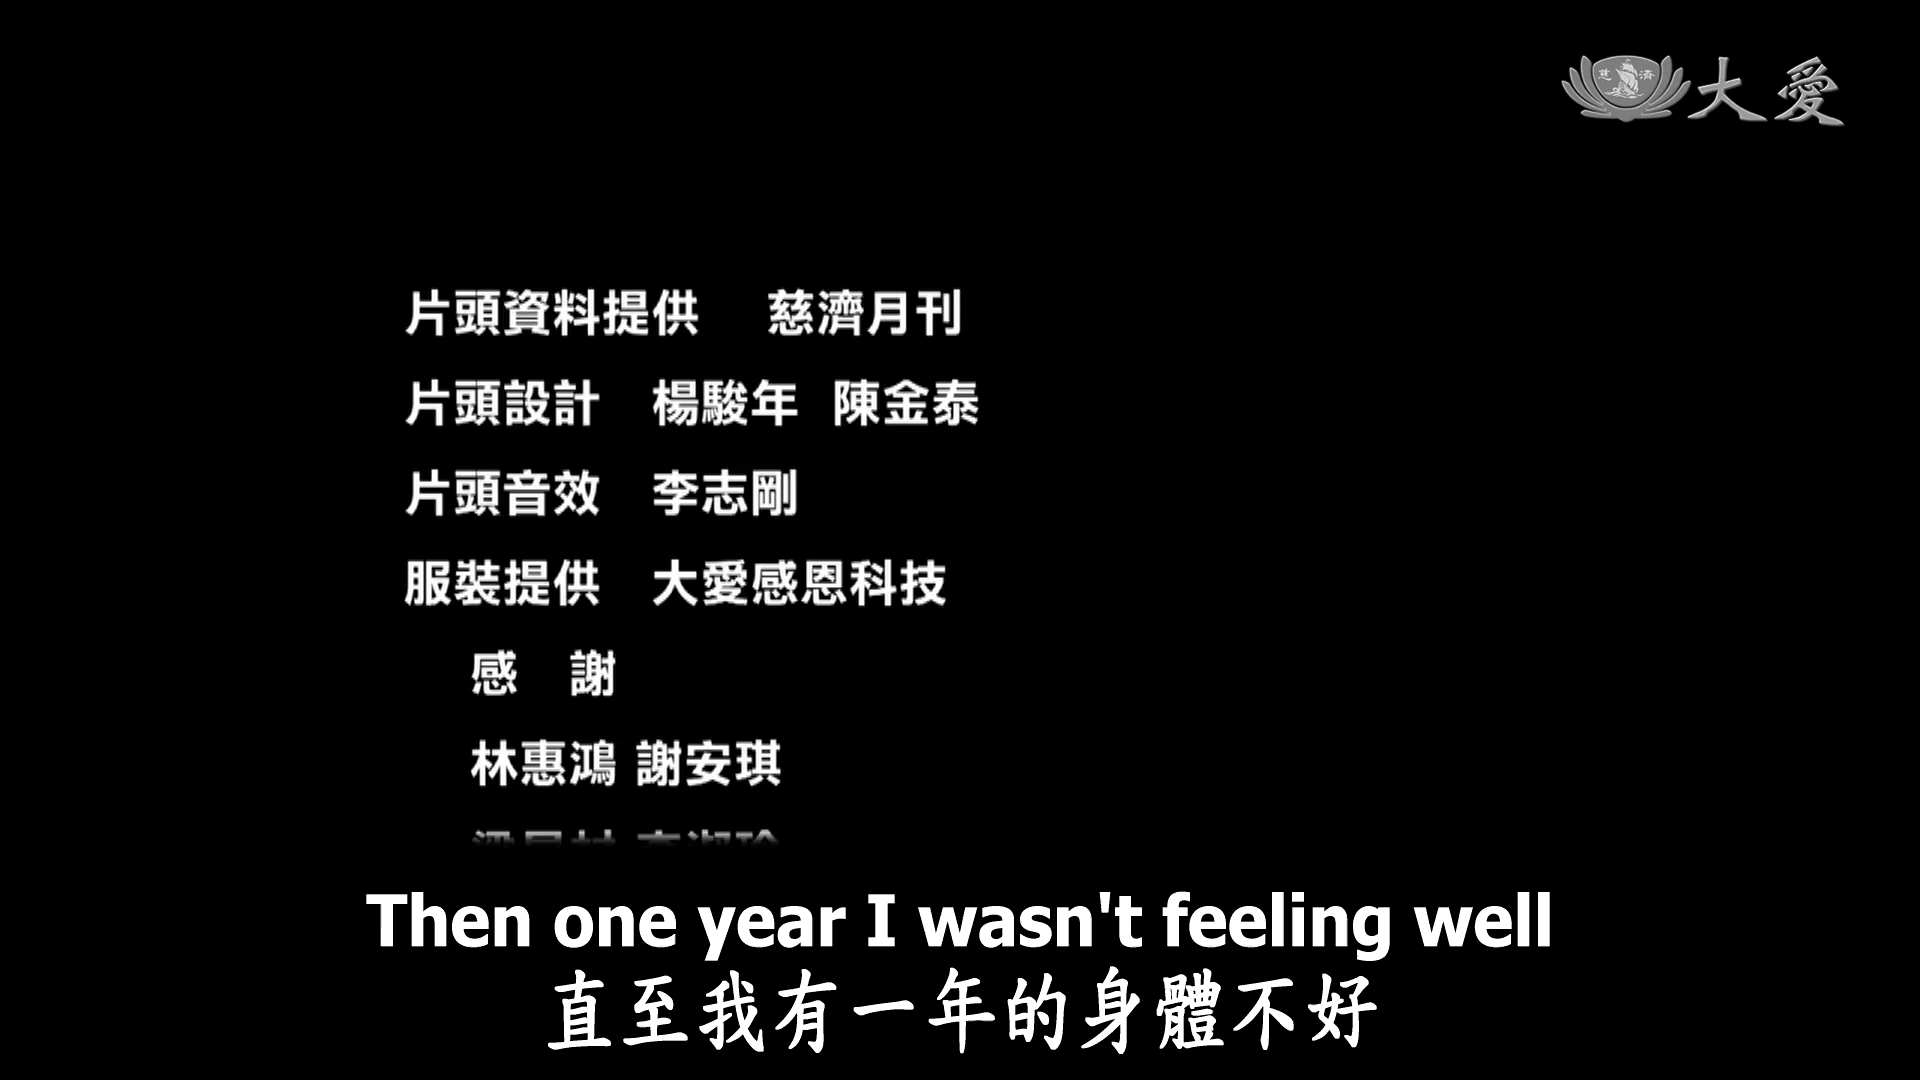 慈濟 大愛
片頭資料提供 慈濟月刊
片頭設計 楊駿年 陳金泰
片頭音效 李志剛
服裝提供 大愛感恩科技
感 謝
林惠鴻 謝安琪
Then one year I wasn't feeling well
直至我有一年的身體不好